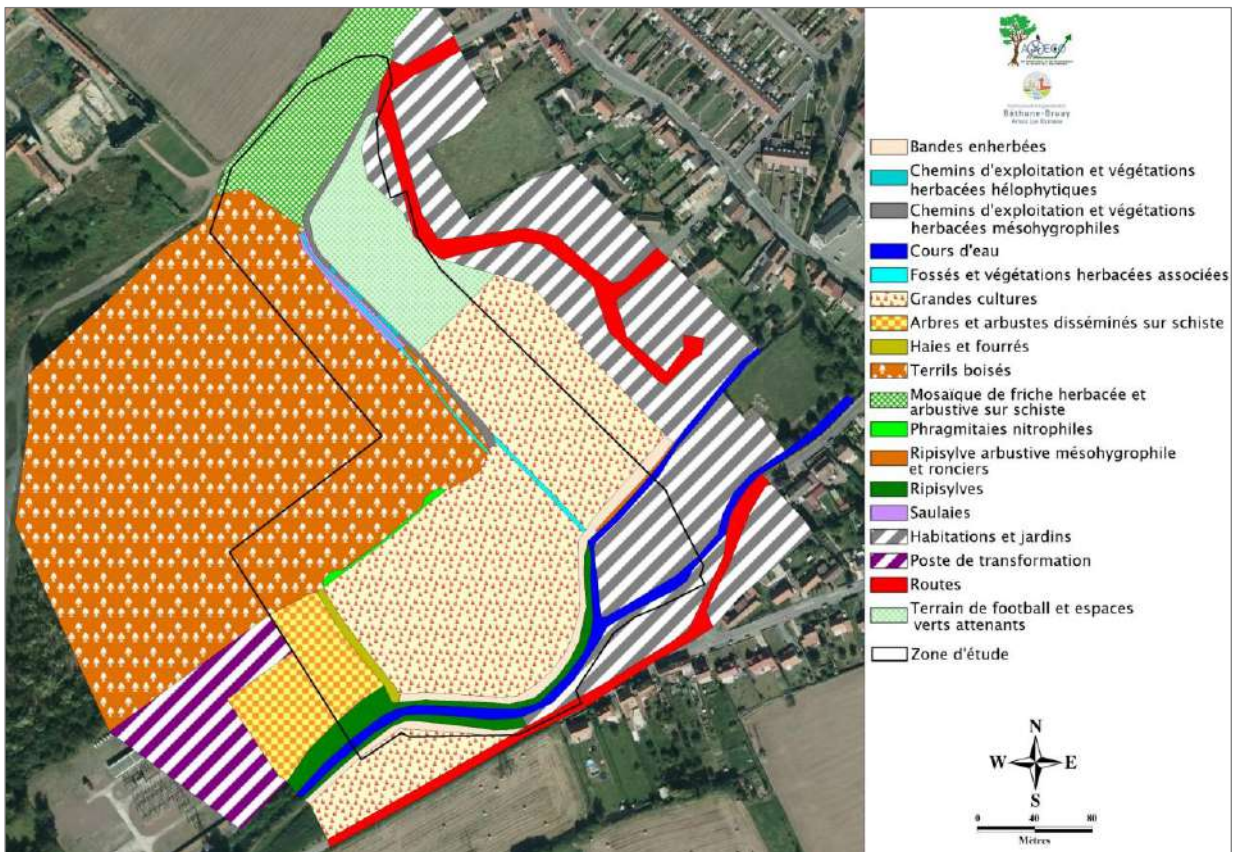 Béthune-Bruay
Bandes enherbées
Chemins d'exploitation et végétations
herbacées hélophytiques
Chemins d'exploitation et végétations
herbacées mésohygrophiles
Cours d'eau
Fossés et végétations herbacées associées
Grandes cultures
Arbres et arbustes disséminés sur schiste
Haies et fourrés
Terrils boisés
Mosaïque de friche herbacée et
arbustive sur schiste
Phragmitaies nitrophiles
Ripisylve arbustive mésohygrophile
et ronciers
Ripisylves
Saulaies
Habitations et jardins
Poste de transformation
Routes
Terrain de football et espaces
verts attenants
Zone d'étude
N
W E
S
0 40 80
Mètres